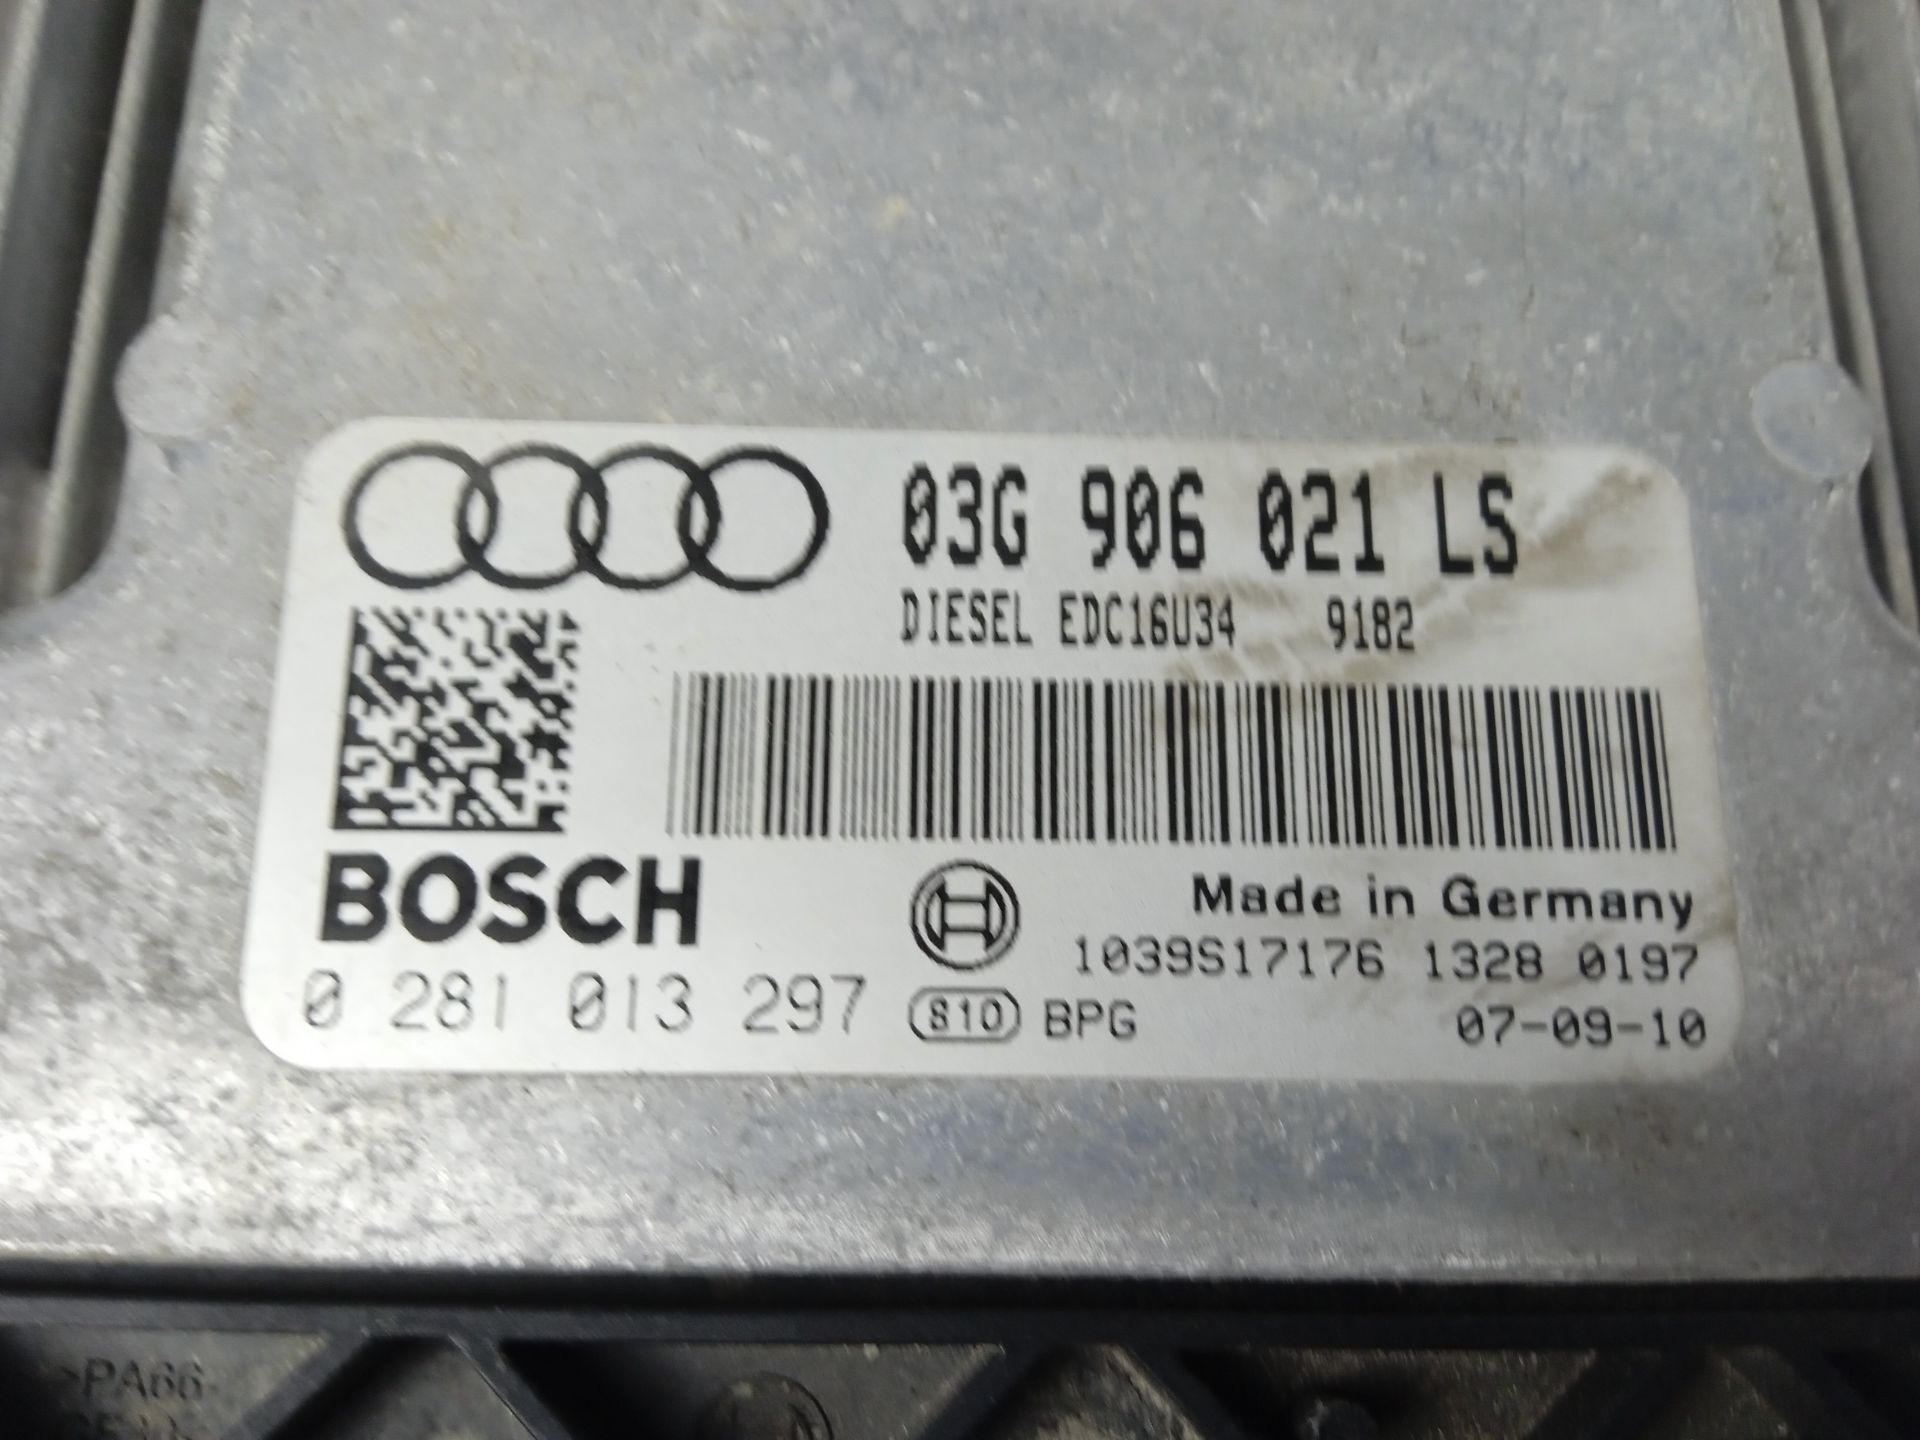 03G 906 021 LS
DIESEL EDC16U34 9182
BOSCH
Made in Germany
1039S17176 1328 0197
0 281 013 297
810 BPG
07-09-10
>PA66-